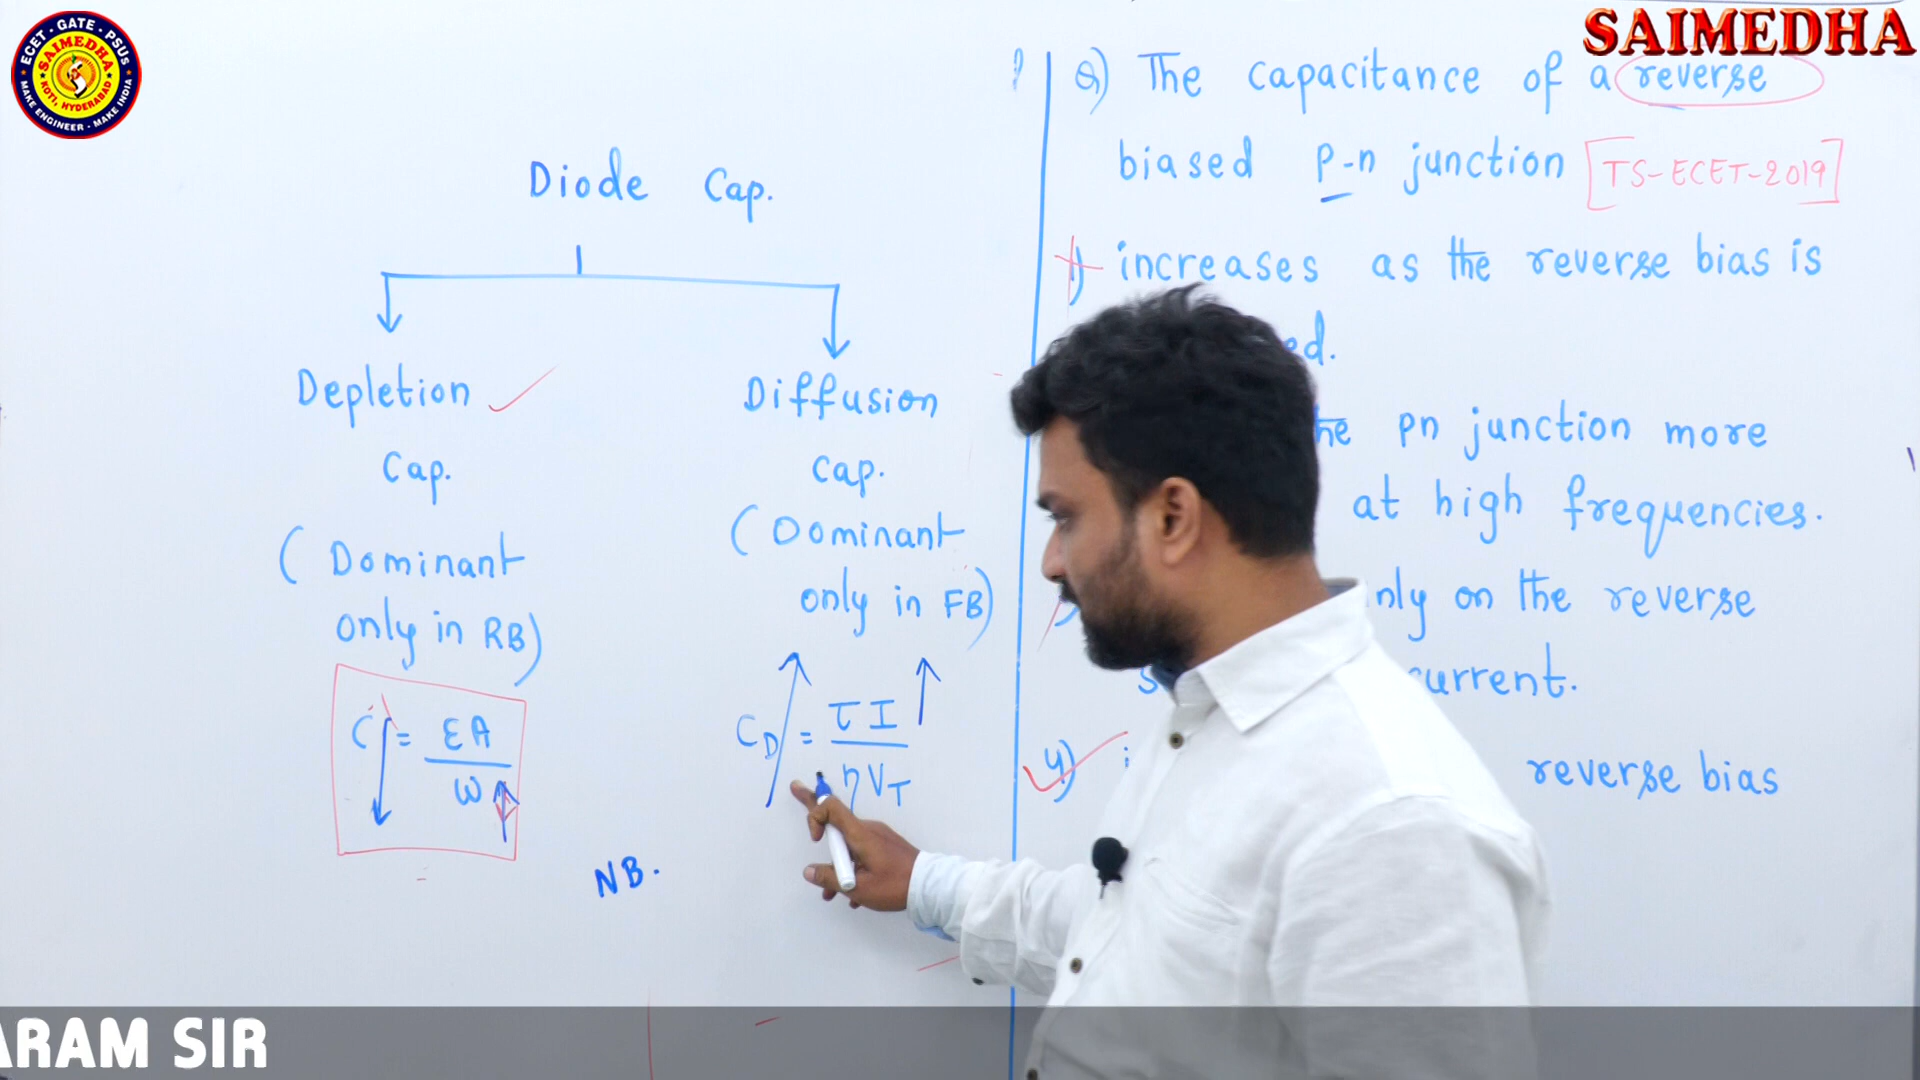 ECET · GATE · PSUS
SAIMEDHA
KOTI, HYDERABAD
MAKE ENGINEER · MAKE INDIA
SAIMEDHA
Diode Cap.
Depletion
Cap.
(Dominant
only in RB)
C = εA
W
Diffusion
Cap.
(Dominant
only in FB)
CD = τ I
η VT
NB.
Q) The capacitance of a reverse
biased P-n junction [TS-ECET-2019]
1) increases as the reverse bias is
ed.
he pn junction more
at high frequencies.
nly on the reverse
current.
4) reverse bias
ARAM SIR